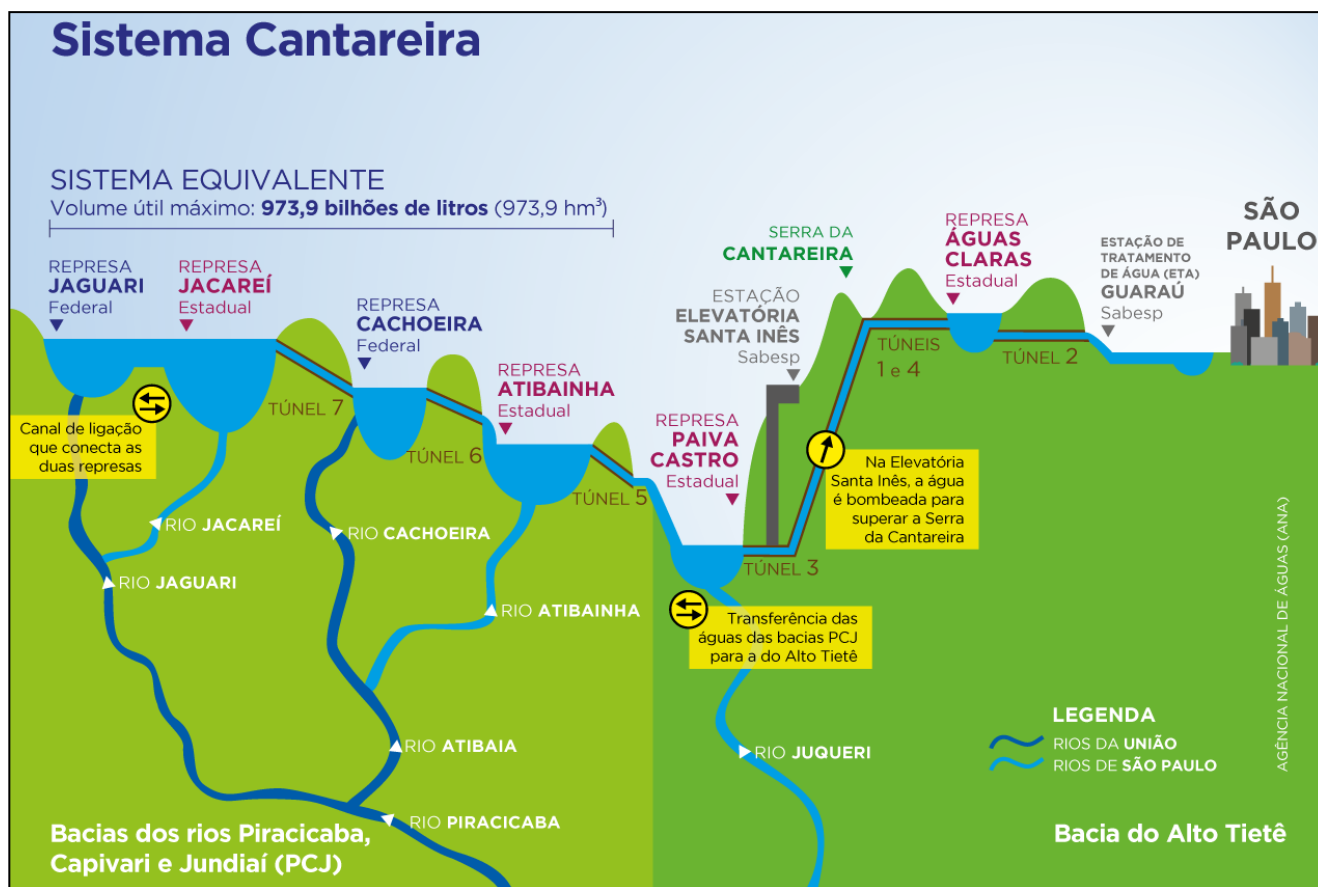 Sistema Cantareira
SISTEMA EQUIVALENTE
Volume útil máximo: 973,9 bilhões de litros (973,9 hm³)
REPRESA
JAGUARI
Federal
REPRESA
JACAREÍ
Estadual
REPRESA
CACHOEIRA
Federal
REPRESA
ATIBAINHA
Estadual
REPRESA
PAIVA
CASTRO
Estadual
ESTAÇÃO
ELEVATÓRIA
SANTA INÊS
Sabesp
SERRA DA
CANTAREIRA
REPRESA
ÁGUAS
CLARAS
Estadual
ESTAÇÃO DE
TRATAMENTO
DE ÁGUA (ETA)
GUARAÚ
Sabesp
SÃO
PAULO
Canal de ligação
que conecta as
duas represas
TÚNEL 7
TÚNEL 6
TÚNEL 5
TÚNEL 3
TÚNEIS
1 e 4
TÚNEL 2
Na Elevatória
Santa Inês, a água
é bombeada para
superar a Serra
da Cantareira
Transferência das
águas das bacias PCJ
para a do Alto Tietê
RIO JACAREÍ
RIO JAGUARI
RIO CACHOEIRA
RIO ATIBAINHA
RIO ATIBAIA
RIO PIRACICABA
RIO JUQUERI
LEGENDA
RIOS DA UNIÃO
RIOS DE SÃO PAULO
AGÊNCIA NACIONAL DE ÁGUAS (ANA)
Bacias dos rios Piracicaba,
Capivari e Jundiaí (PCJ)
Bacia do Alto Tietê